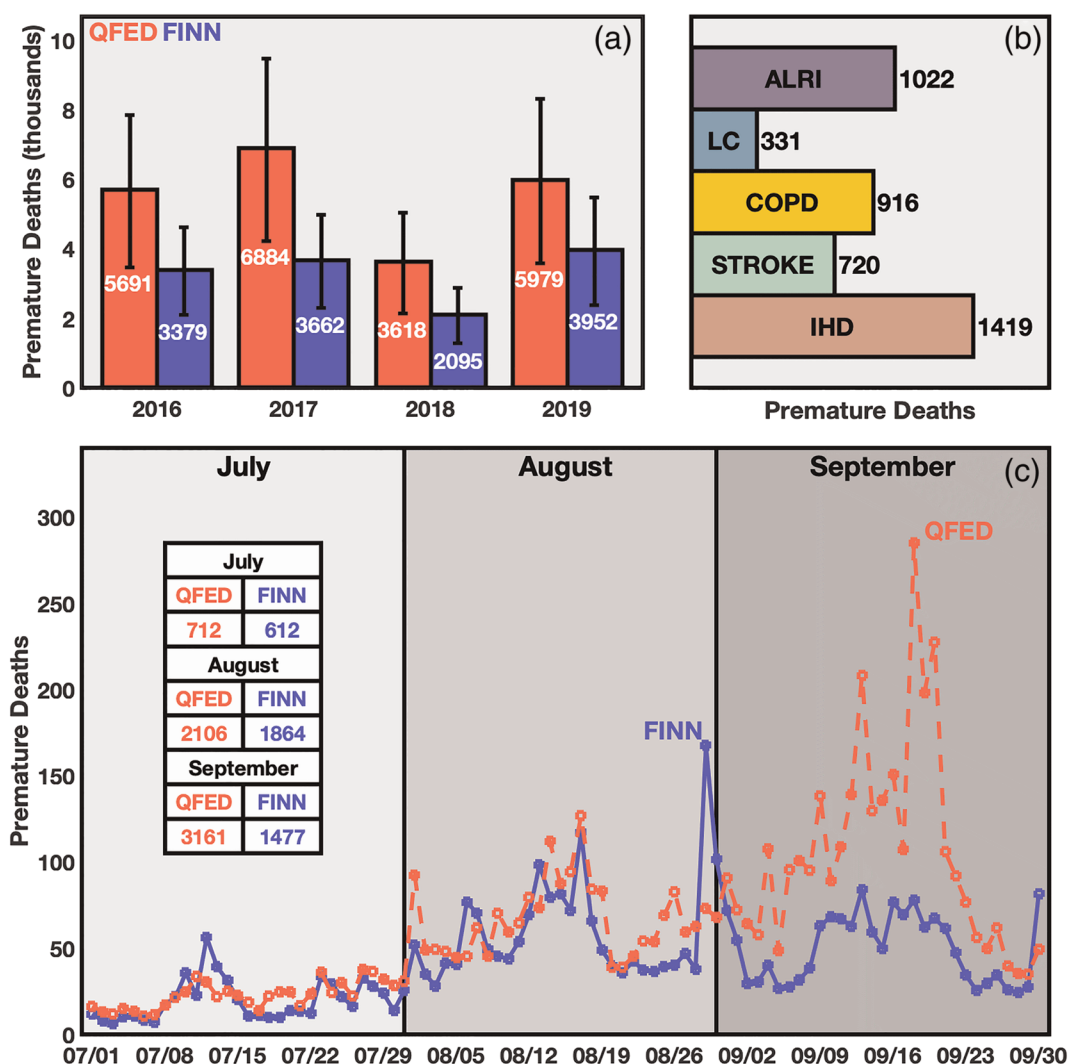 QFED FINN
(a)
Premature Deaths (thousands)
10
8
6
4
2
0
5691
3379
6884
3662
3618
2095
5979
3952
2016 2017 2018 2019
(b)
ALRI 1022
LC 331
COPD 916
STROKE 720
IHD 1419
Premature Deaths
July August September (c)
Premature Deaths
300
250
200
150
100
50
0
July
QFED FINN
712 612
August
QFED FINN
2106 1864
September
QFED FINN
3161 1477
FINN
QFED
07/01 07/08 07/15 07/22 07/29 08/05 08/12 08/19 08/26 09/02 09/09 09/16 09/23 09/30